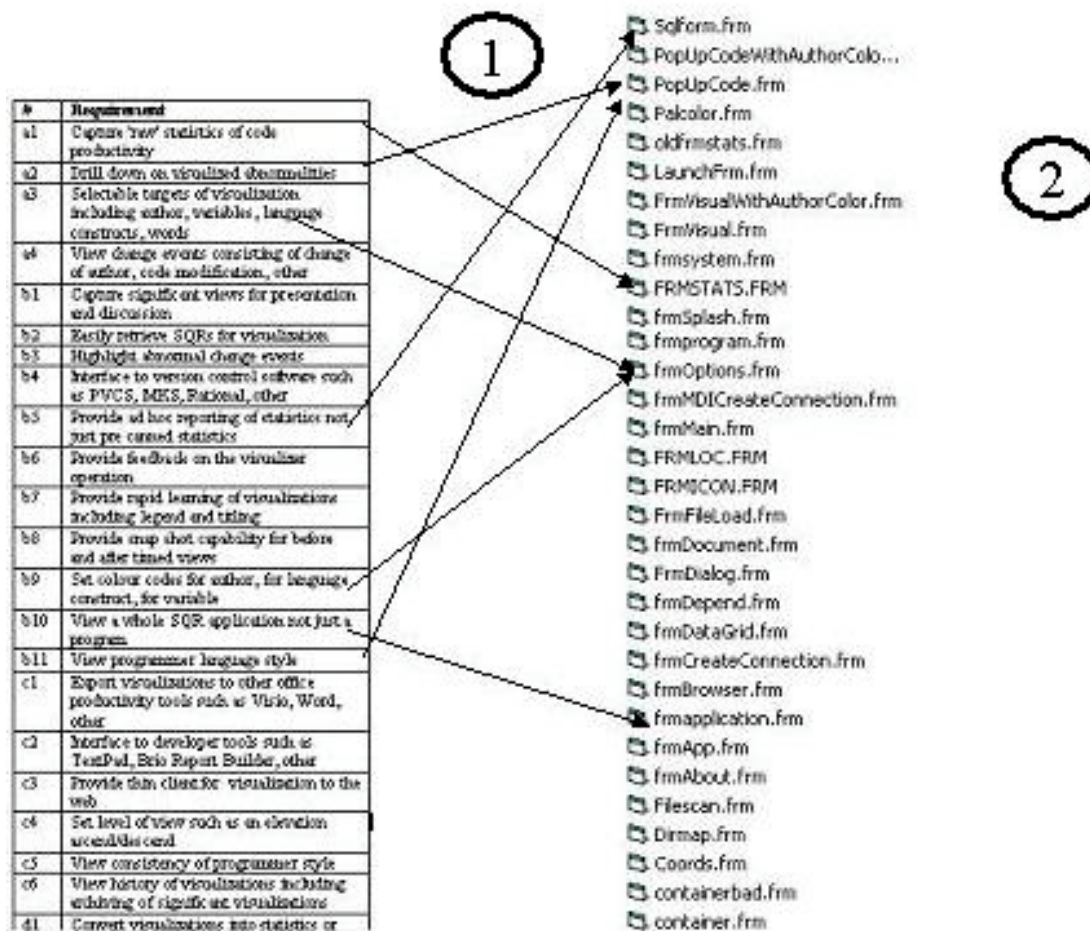 1
# Requirement
a1 Capture 'raw' statistics of code
productivity
a2 Drill down on visualized abnormalities
a3 Selectable targets of visualization
including author, variables, language
constructs, words
a4 View change events consisting of change
of author, code modification, other
b1 Capture significant views for presentation
and discussion
b2 Easily retrieve SQRs for visualization
b3 Highlight abnormal change events
b4 Interface to version control software such
as PVCS, MKS, Rational, other
b5 Provide ad hoc reporting of statistics not
just pre canned statistics
b6 Provide feedback on the visualizer
operation
b7 Provide rapid learning of visualizations
including legend and titling
b8 Provide snap shot capability for before
and after timed views
b9 Set colour codes for author, for language
construct, for variable
b10 View a whole SQR application not just a
program
b11 View programmer language style
c1 Export visualizations to other office
productivity tools such as Visio, Word,
other
c2 Interface to developer tools such as
TextPad, Brio Report Builder, other
c3 Provide thin client for visualization to the
web
c4 Set level of view such as an elevation
ascend/descend
c5 View consistency of programmer style
c6 View history of visualizations including
archiving of significant visualizations
d1 Convert visualizations into statistics or
Sqlform.frm
PopUpCodeWithAuthorColo...
PopUpCode.frm
Palcolor.frm
oldfrmstats.frm
LaunchFrm.frm
FrmVisualWithAuthorColor.frm
FrmVisual.frm
frmsystem.frm
FRMSTATS.FRM
frmSplash.frm
frmprogram.frm
frmOptions.frm
frmMDICreateConnection.frm
frmMain.frm
FRMLOC.FRM
FRMICON.FRM
FrmFileLoad.frm
frmDocument.frm
FrmDialog.frm
frmDepend.frm
frmDataGrid.frm
frmCreateConnection.frm
frmBrowser.frm
frmapplication.frm
frmApp.frm
frmAbout.frm
Filescan.frm
Dirmap.frm
Coords.frm
containerbad.frm
container.frm
2